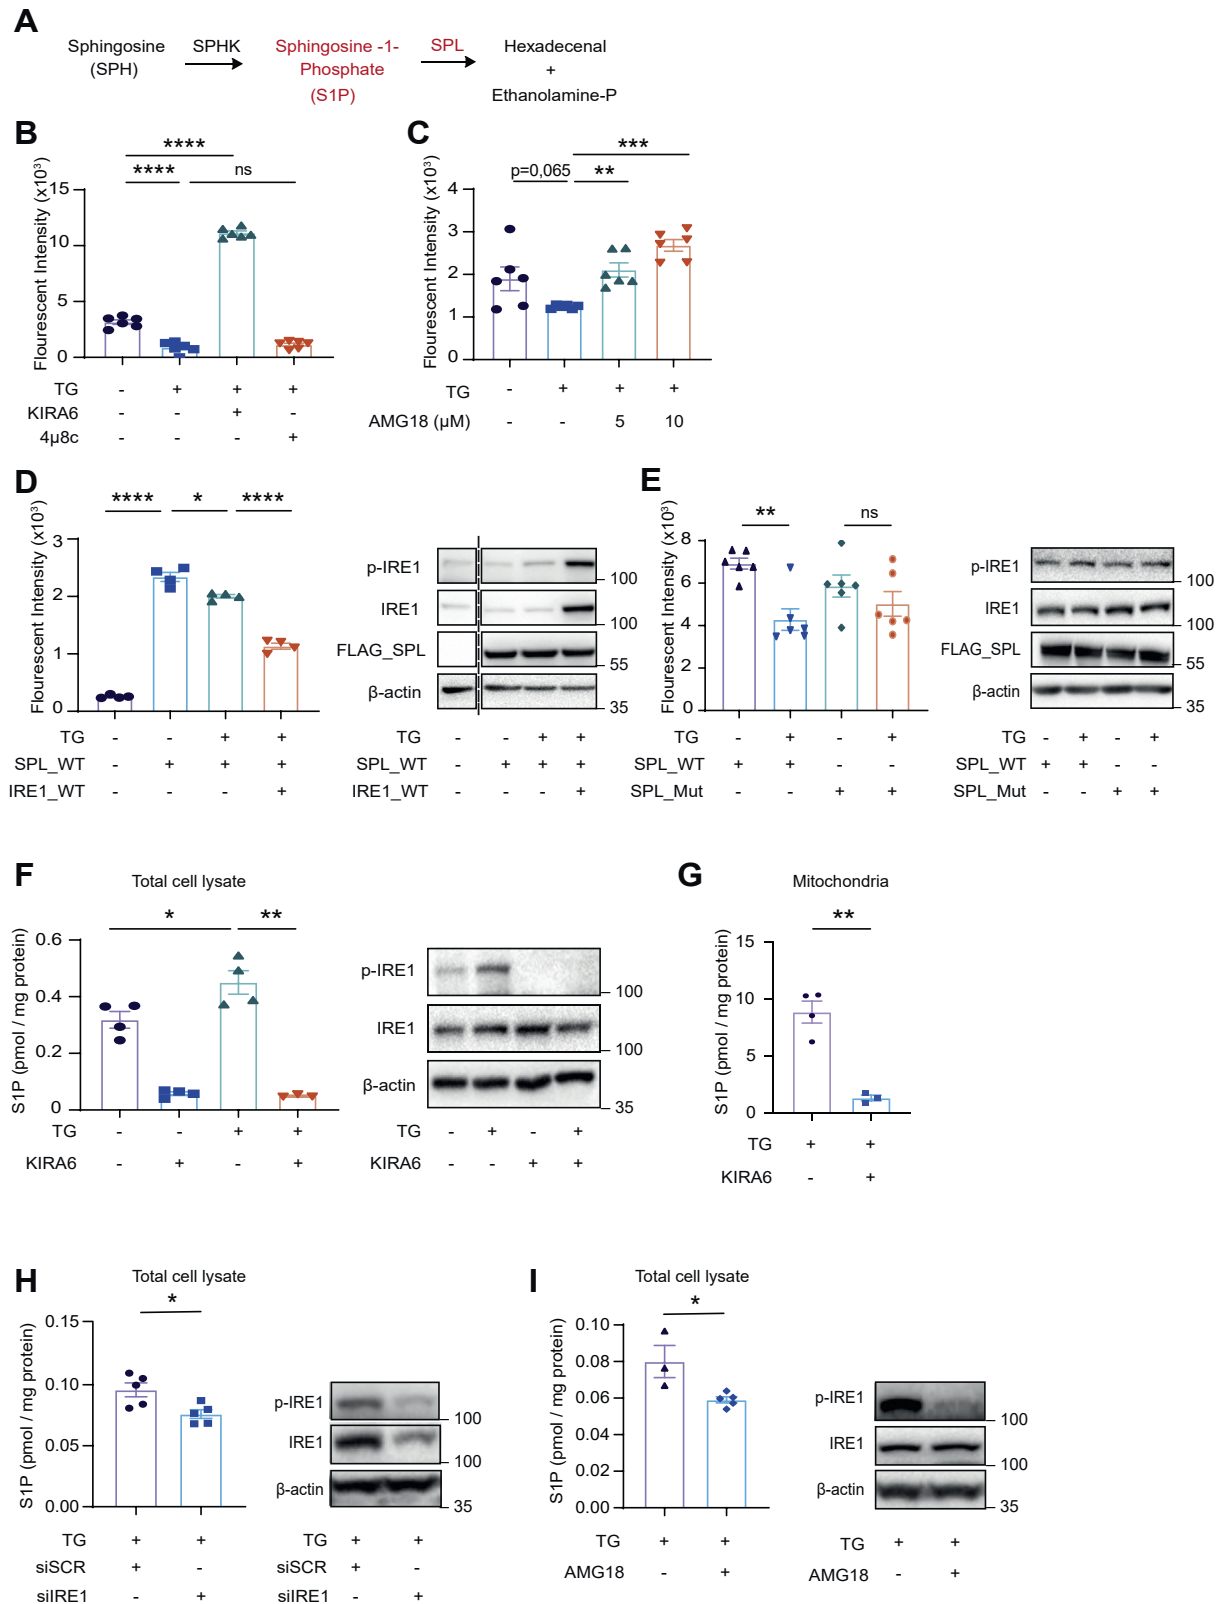 A
Sphingosine (SPH)
SPHK
Sphingosine -1-Phosphate (S1P)
SPL
Hexadecenal + Ethanolamine-P
B
**** 
**** ns
Flourescent Intensity (x10³)
15
10
5
0
TG - + + +
KIRA6 - - + -
4µ8c - - - +
C
***
p=0,065 **
Flourescent Intensity (x10³)
4
3
2
1
0
TG - + + +
AMG18 (µM) - - 5 10
D
**** * ****
Flourescent Intensity (x10³)
3
2
1
0
TG - - + +
SPL_WT - + + +
IRE1_WT - - - +
p-IRE1 100
IRE1 100
FLAG_SPL 55
β-actin 35
TG - - + +
SPL_WT - + + +
IRE1_WT - - - +
E
** ns
Flourescent Intensity (x10³)
8
6
4
2
0
TG - + - +
SPL_WT + + - -
SPL_Mut - - + +
p-IRE1 100
IRE1 100
FLAG_SPL 55
β-actin 35
TG - + - +
SPL_WT + + - -
SPL_Mut - - + +
F
Total cell lysate
* **
S1P (pmol / mg protein)
0.6
0.4
0.2
0
TG - - + +
KIRA6 - + - +
p-IRE1 100
IRE1 100
β-actin 35
TG - + - +
KIRA6 - - + +
G
Mitochondria
**
S1P (pmol / mg protein)
15
10
5
0
TG + +
KIRA6 - +
H
Total cell lysate
*
S1P (pmol / mg protein)
0.15
0.10
0.05
0.00
TG + +
siSCR + -
siIRE1 - +
p-IRE1 100
IRE1 100
β-actin 35
TG + +
siSCR + -
siIRE1 - +
I
Total cell lysate
*
S1P (pmol / mg protein)
0.10
0.08
0.06
0.04
0.02
0.00
TG + +
AMG18 - +
p-IRE1 100
IRE1 100
β-actin 35
TG + +
AMG18 - +